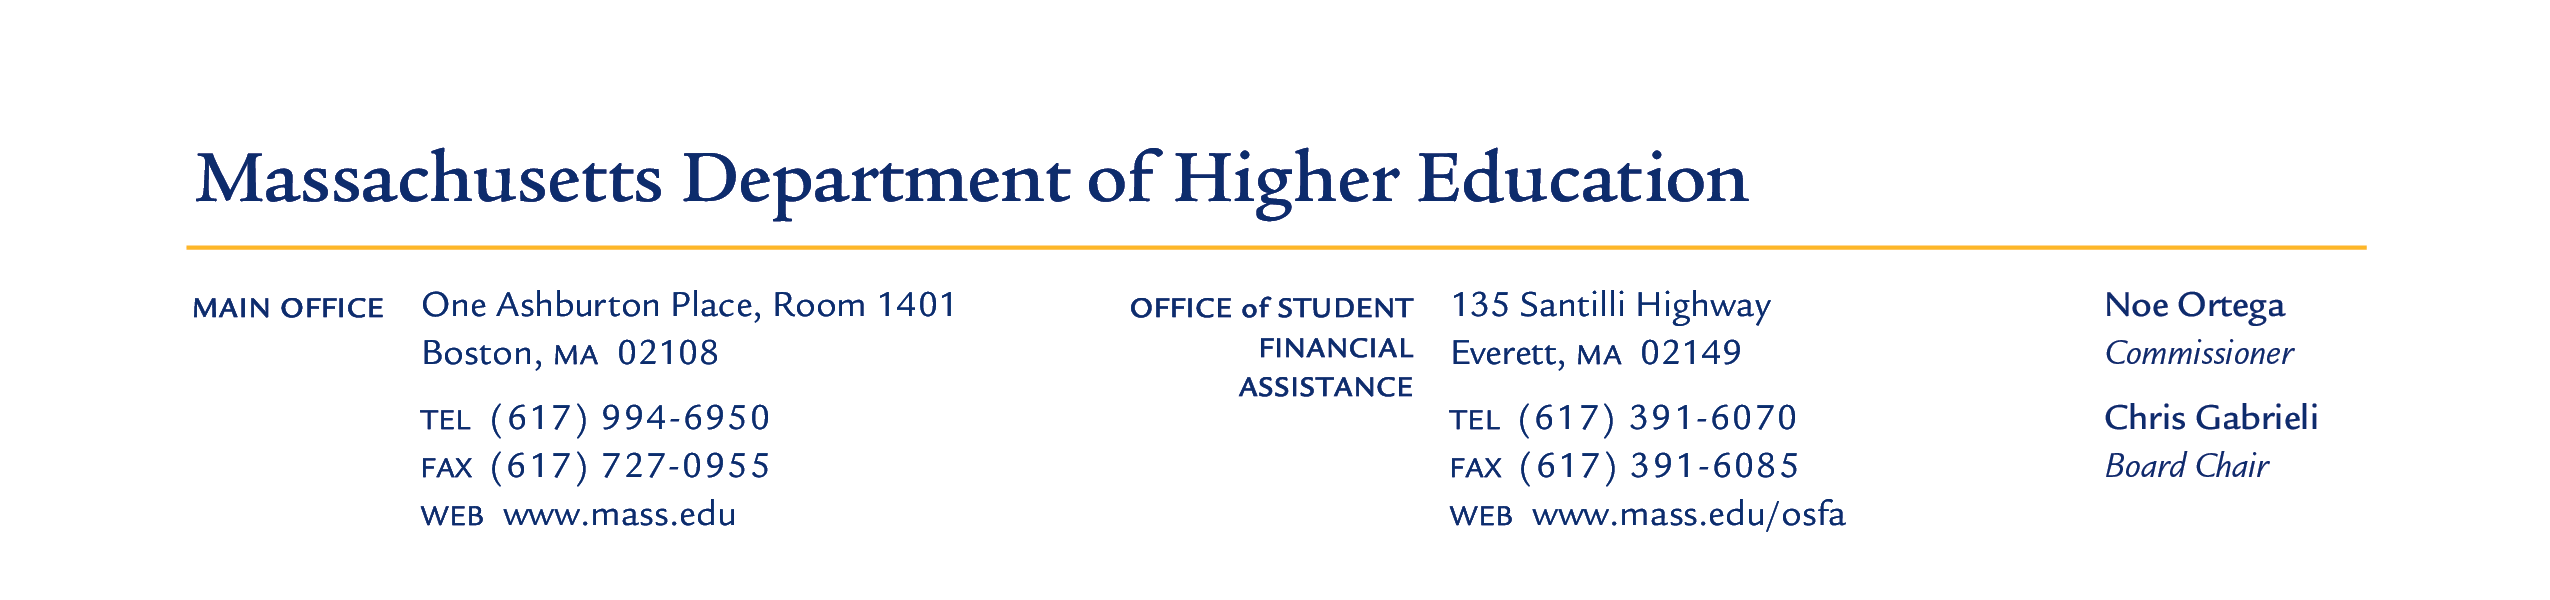 Massachusetts Department of Higher Education
MAIN OFFICE
One Ashburton Place, Room 1401
Boston, MA 02108
TEL (617) 994-6950
FAX (617) 727-0955
WEB www.mass.edu
OFFICE of STUDENT
FINANCIAL
ASSISTANCE
135 Santilli Highway
Everett, MA 02149
TEL (617) 391-6070
FAX (617) 391-6085
WEB www.mass.edu/osfa
Noe Ortega
Commissioner
Chris Gabrieli
Board Chair